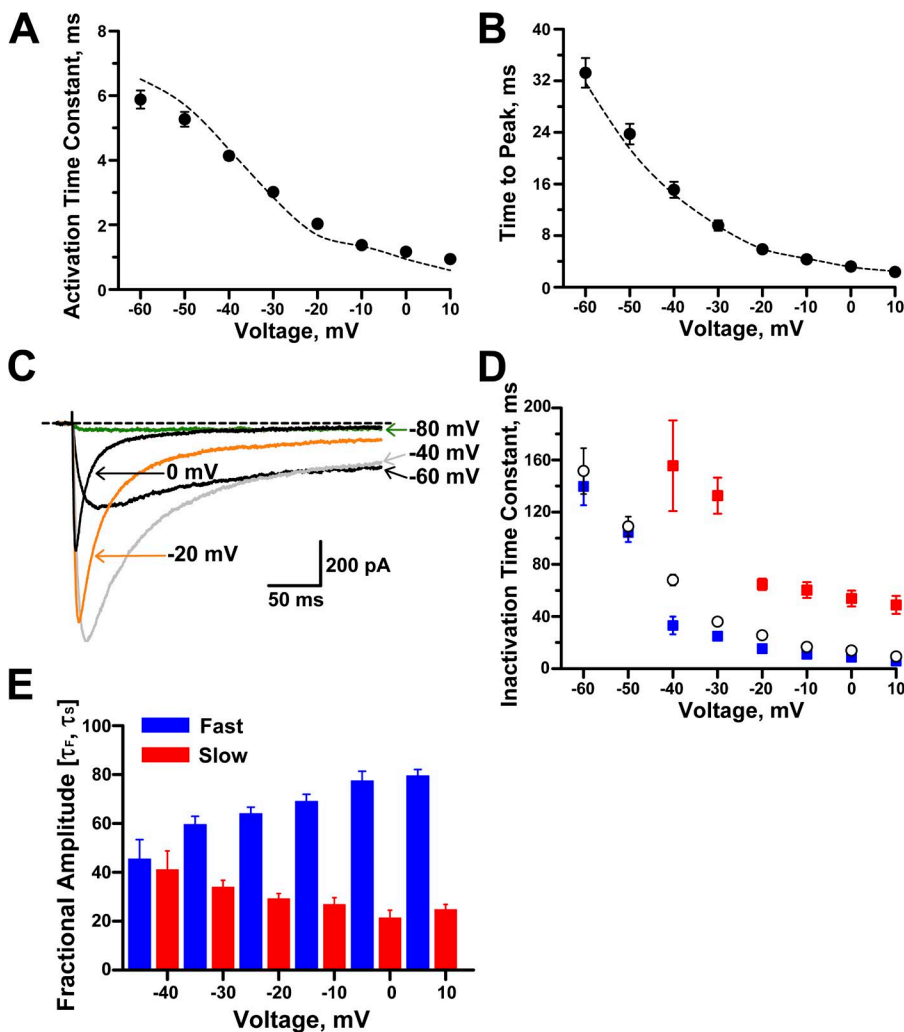 A
Activation Time Constant, ms
8
6
4
2
0
-60 -50 -40 -30 -20 -10 0 10
Voltage, mV
B
Time to Peak, ms
40
32
24
16
8
0
-60 -50 -40 -30 -20 -10 0 10
Voltage, mV
C
-80 mV
-40 mV
-60 mV
0 mV
-20 mV
200 pA
50 ms
D
Inactivation Time Constant, ms
200
160
120
80
40
0
-60 -50 -40 -30 -20 -10 0 10
Voltage, mV
E
Fractional Amplitude [τF, τS]
100
80
60
40
20
0
Fast
Slow
-40 -30 -20 -10 0 10
Voltage, mV